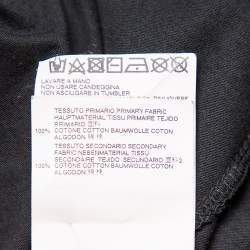 LAVARE A MANO
NON USARE CANDEGGINA
NON ASCIUGARE IN TUMBLER
TESSUTO PRIMARIO PRIMARY FABRIC
HAUPTMATERIAL TISSU PRIMAIRE TEJIDO
PRIMARIO
100% COTONE COTTON BAUMWOLLE COTON
ALGODON
TESSUTO SECONDARIO SECONDARY
FABRIC NEBENMATERIAL TISSU
SECONDAIRE TEJIDO SECUNDARIO
100% COTONE COTTON BAUMWOLLE COTON
ALGODON